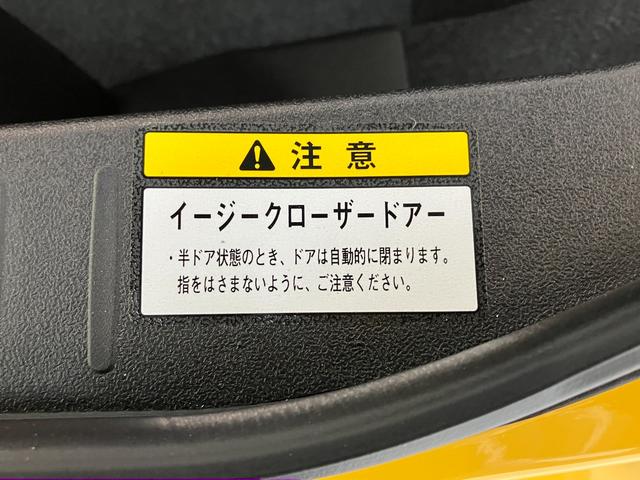 注意
イージークローザードアー
・半ドア状態のとき、ドアは自動的に閉まります。
指をはさまないように、ご注意ください。